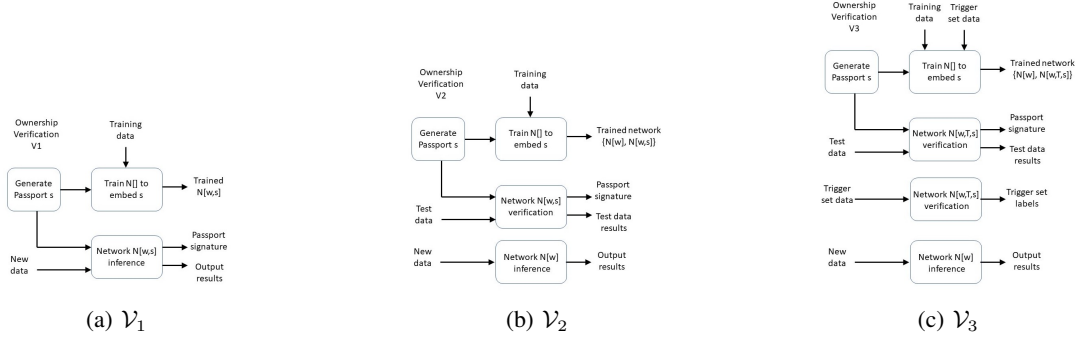 Ownership
Verification
V1
Training
data
Generate
Passport s
Train N[] to
embed s
Trained
N[w,s]
New
data
Network N[w,s]
inference
Passport
signature
Output
results
(a) V1
Ownership
Verification
V2
Training
data
Generate
Passport s
Train N[] to
embed s
Trained network
{N[w], N[w,s]}
Test
data
Network N[w,s]
verification
Passport
signature
Test data
results
New
data
Network N[w]
inference
Output
results
(b) V2
Ownership
Verification
V3
Training
data
Trigger
set data
Generate
Passport s
Train N[] to
embed s
Trained network
{N[w], N[w,T,s]}
Test
data
Network N[w,T,s]
verification
Passport
signature
Test data
results
Trigger
set data
Network N[w,T,s]
verification
Trigger set
labels
New
data
Network N[w]
inference
Output
results
(c) V3